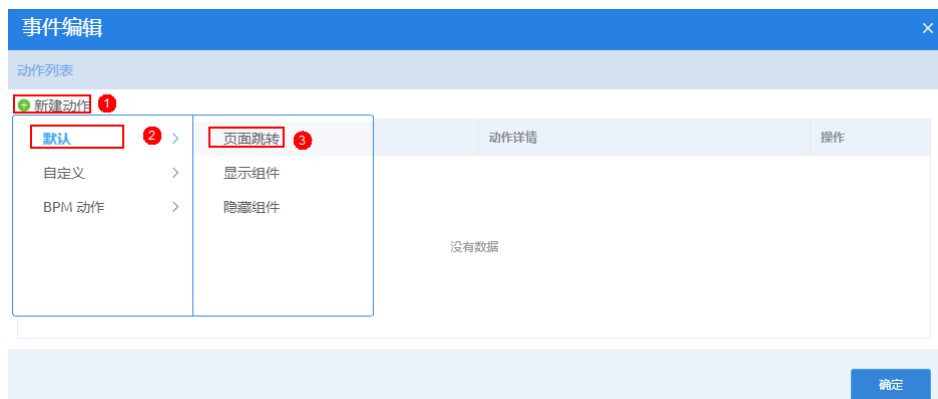 事件编辑
动作列表
新建动作 1
默认 2 页面跳转 3 动作详情 操作
自定义 显示组件
BPM 动作 隐藏组件
没有数据
确定